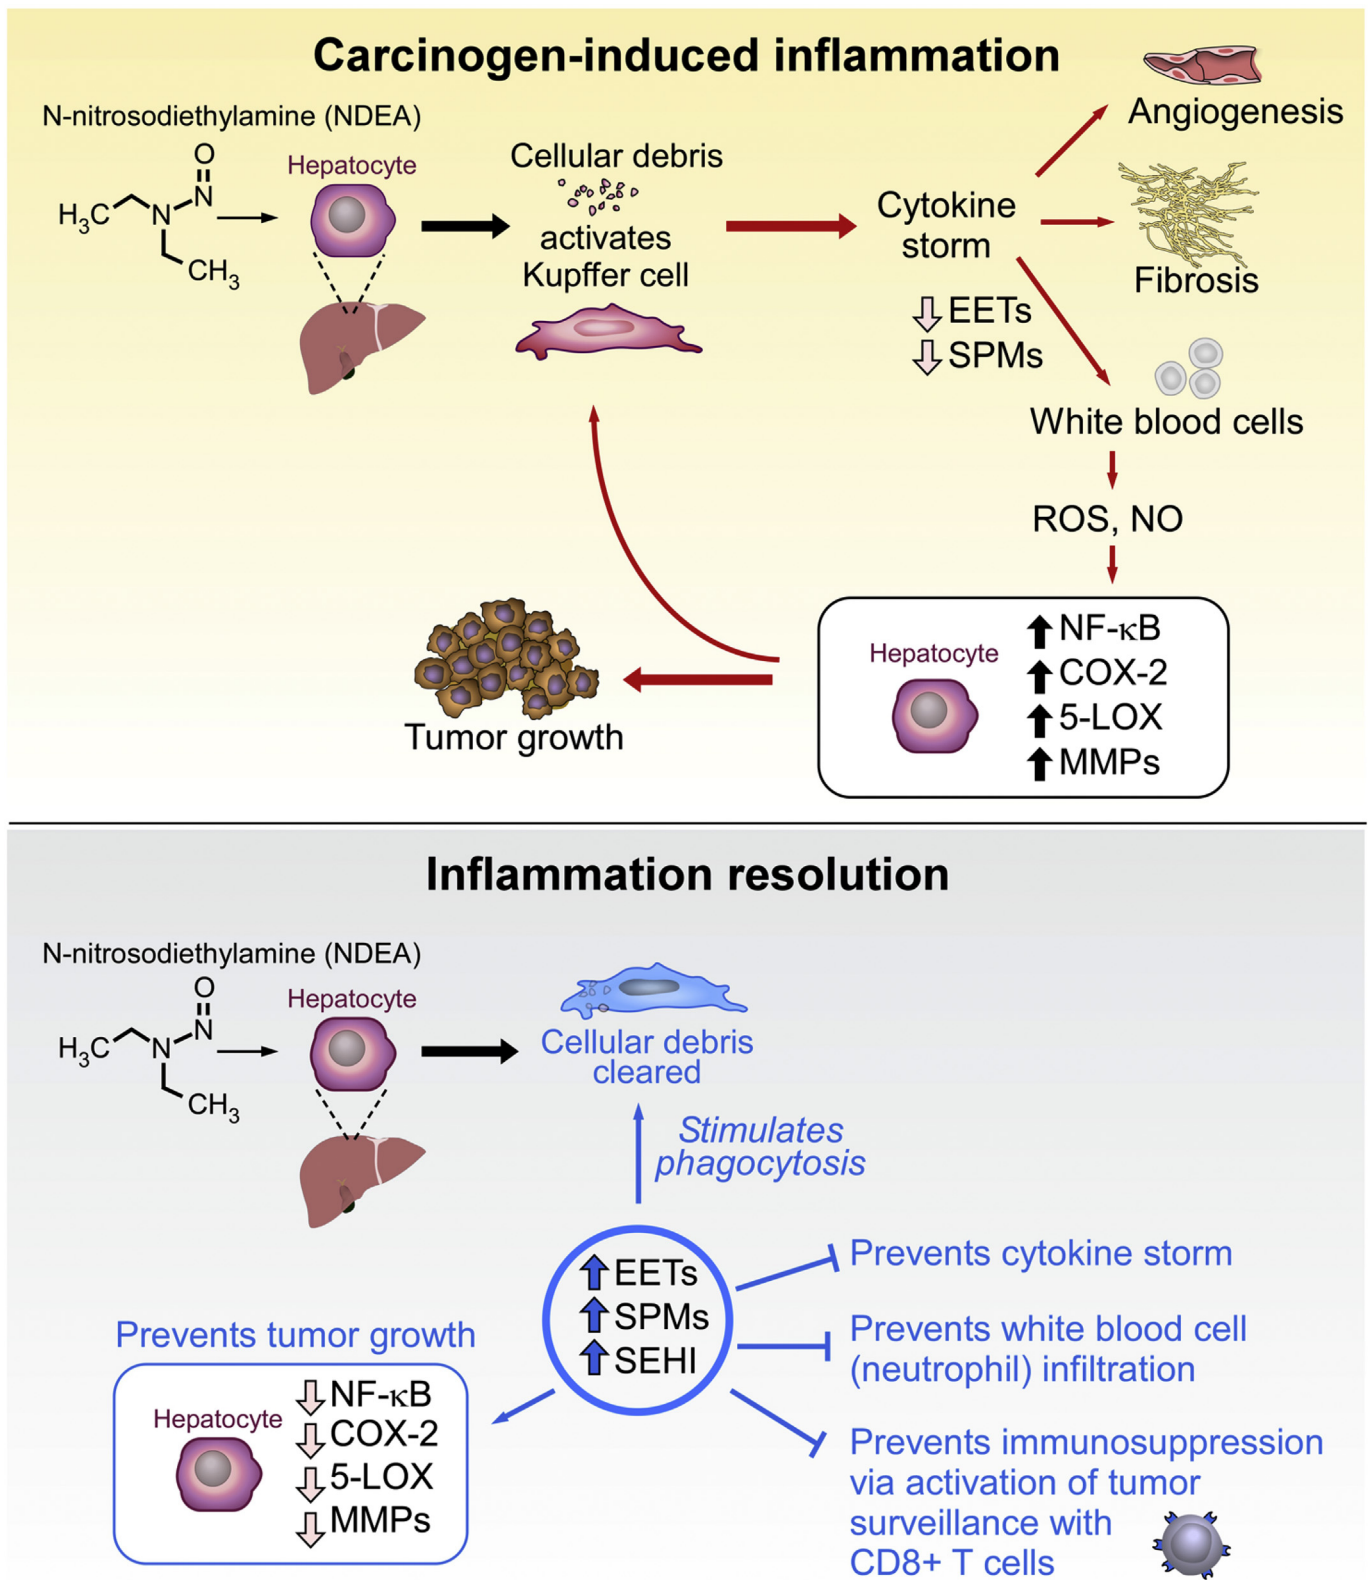 Carcinogen-induced inflammation
N-nitrosodiethylamine (NDEA)
O
N
H₃C
N
CH₃
Hepatocyte
Cellular debris
activates
Kupffer cell
Cytokine
storm
EETs
SPMs
Angiogenesis
Fibrosis
White blood cells
ROS, NO
Hepatocyte
NF-κB
COX-2
5-LOX
MMPs
Tumor growth
Inflammation resolution
N-nitrosodiethylamine (NDEA)
O
N
H₃C
N
CH₃
Hepatocyte
Cellular debris
cleared
Stimulates
phagocytosis
EETs
SPMs
SEHI
Prevents cytokine storm
Prevents white blood cell
(neutrophil) infiltration
Prevents immunosuppression
via activation of tumor
surveillance with
CD8+ T cells
Prevents tumor growth
Hepatocyte
NF-κB
COX-2
5-LOX
MMPs